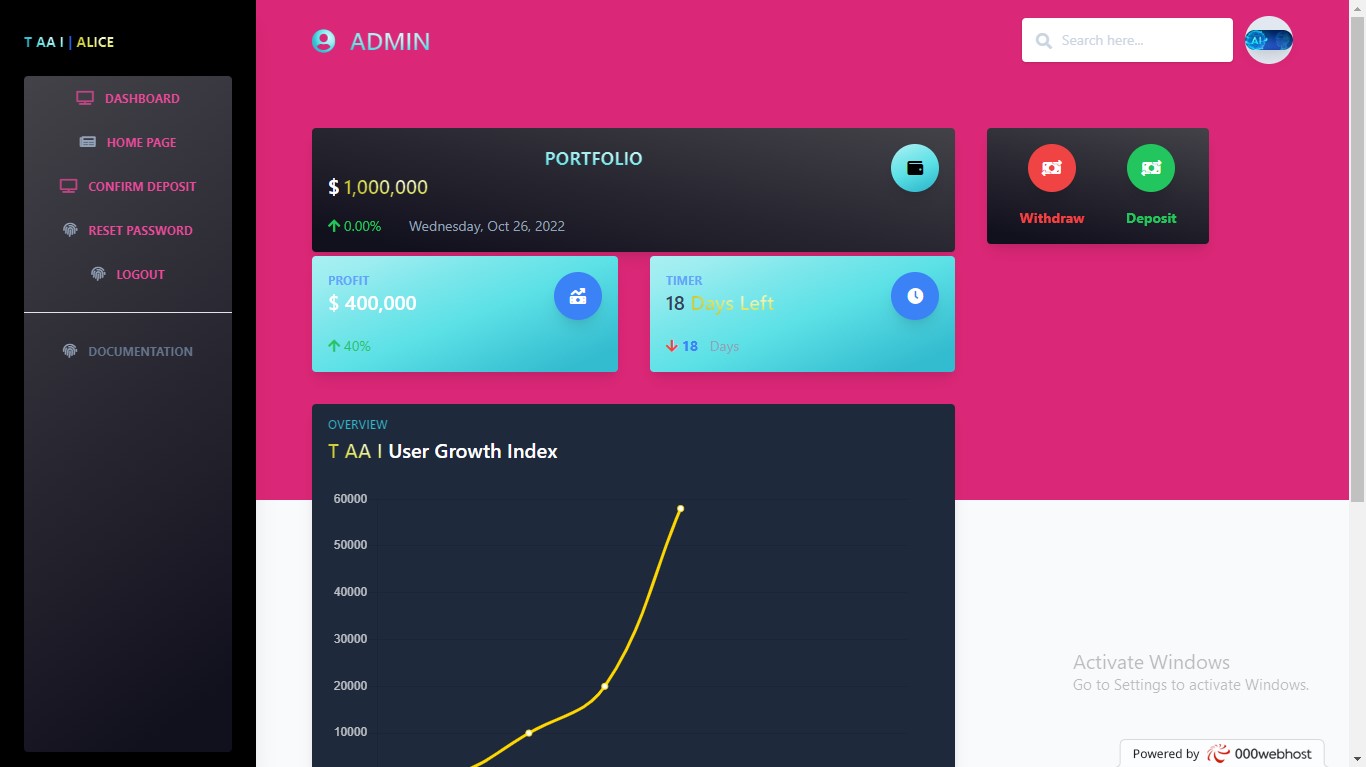 T AA I | ALICE
ADMIN
Search here...
AI
DASHBOARD
HOME PAGE
CONFIRM DEPOSIT
RESET PASSWORD
LOGOUT
DOCUMENTATION
PORTFOLIO
$ 1,000,000
0.00% Wednesday, Oct 26, 2022
Withdraw Deposit
PROFIT
$ 400,000
40%
TIMER
18 Days Left
18 Days
OVERVIEW
T AA I User Growth Index
60000
50000
40000
30000
20000
10000
Activate Windows
Go to Settings to activate Windows.
Powered by 000webhost